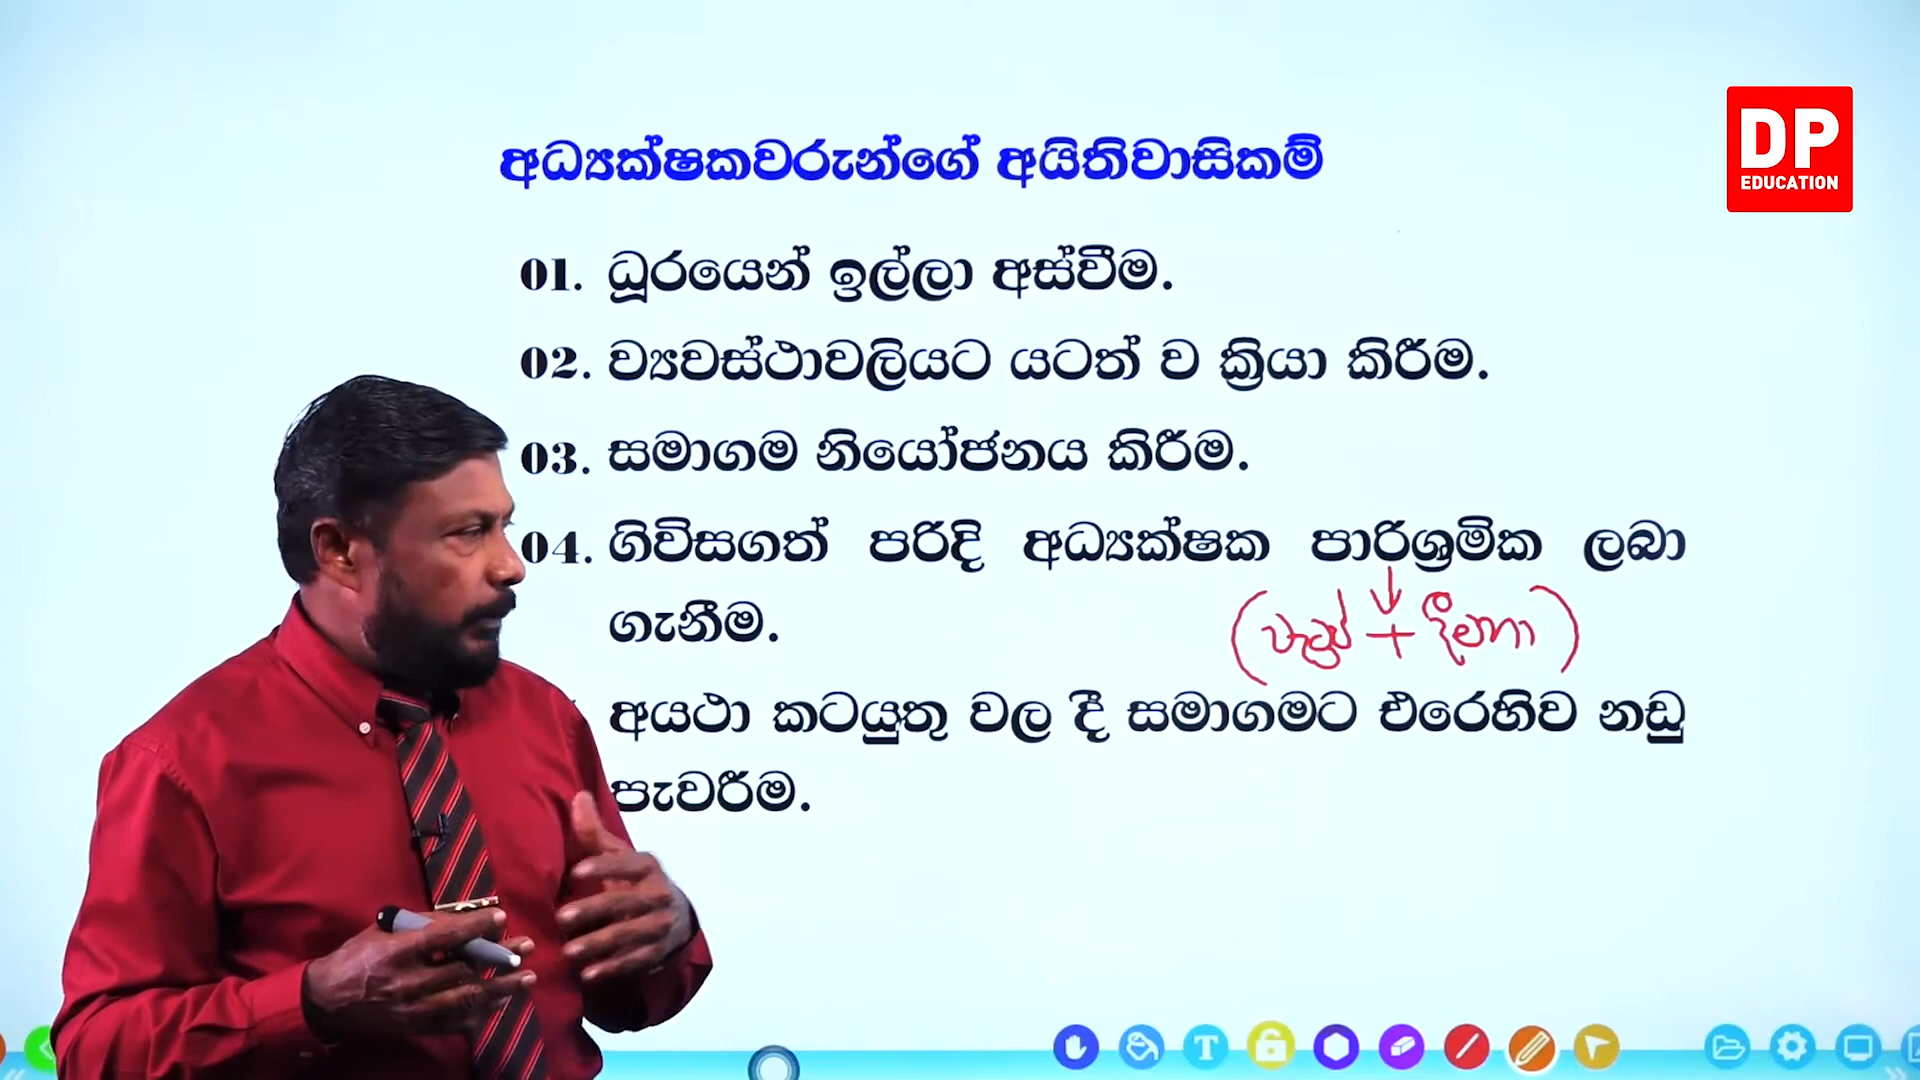 DP
EDUCATION
අධ්‍යක්ෂකවරුන්ගේ අයිතිවාසිකම්
01. ධූරයෙන් ඉල්ලා අස්වීම.
02. ව්‍යවස්ථාවලියට යටත් ව ක්‍රියා කිරීම.
03. සමාගම නියෝජනය කිරීම.
04. ගිවිසගත් පරිදි අධ්‍යක්ෂක පාරිශ්‍රමික ලබා
ගැනීම.
(වැටුප් + දීමනා)
අයථා කටයුතු වල දී සමාගමට එරෙහිව නඩු
පැවරීම.